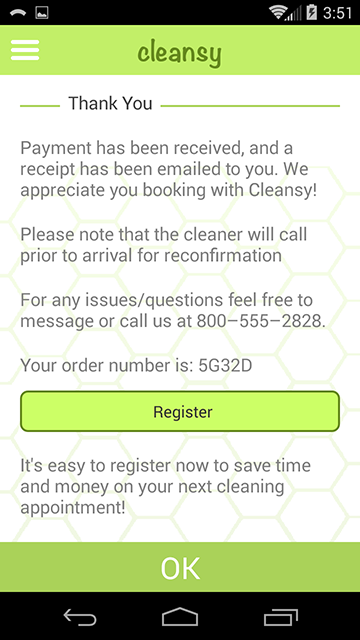 3:51
cleansy
Thank You
Payment has been received, and a
receipt has been emailed to you. We
appreciate you booking with Cleansy!
Please note that the cleaner will call
prior to arrival for reconfirmation
For any issues/questions feel free to
message or call us at 800–555–2828.
Your order number is: 5G32D
Register
It's easy to register now to save time
and money on your next cleaning
appointment!
OK